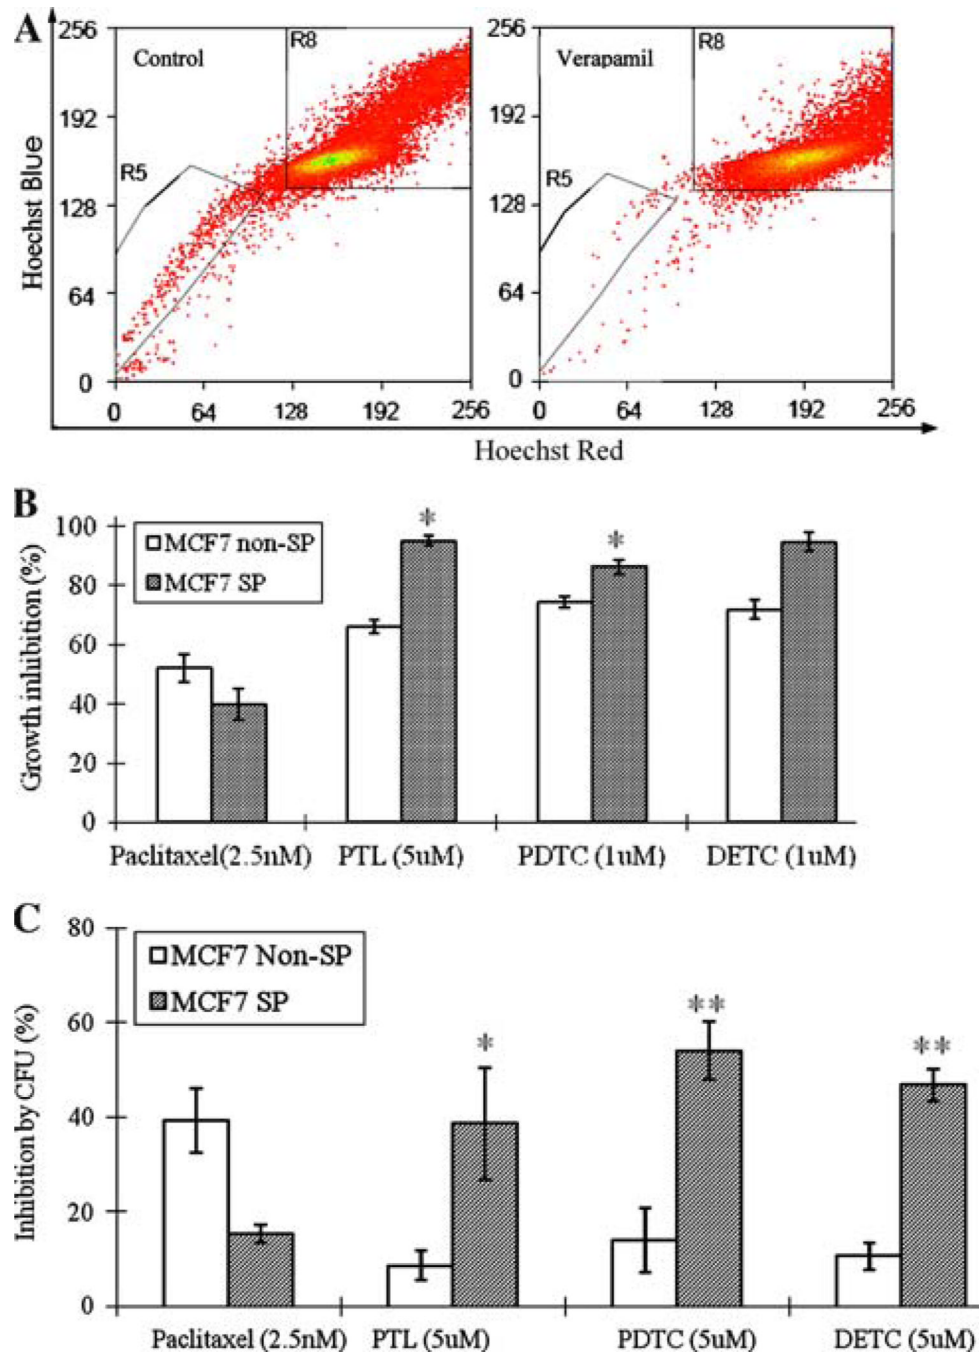 A
256
192
128
64
0
Hoechst Blue
Control
R8
R5
0 64 128 192 256
256
192
128
64
0
Verapamil
R8
R5
0 64 128 192 256
Hoechst Red
B
Growth inhibition (%)
100
80
60
40
20
0
MCF7 non-SP
MCF7 SP
*
*
Paclitaxel(2.5nM) PTL (5uM) PDTC (1uM) DETC (1uM)
C
Inhibition by CFU (%)
80
60
40
20
0
MCF7 Non-SP
MCF7 SP
*
**
**
Paclitaxel (2.5nM) PTL (5uM) PDTC (5uM) DETC (5uM)